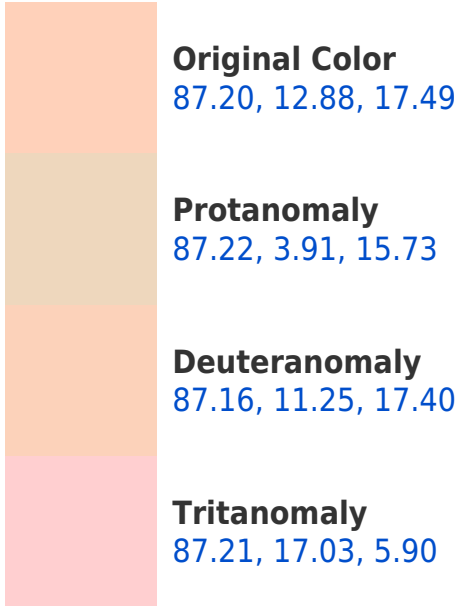 Original Color
87.20, 12.88, 17.49
Protanomaly
87.22, 3.91, 15.73
Deuteranomaly
87.16, 11.25, 17.40
Tritanomaly
87.21, 17.03, 5.90